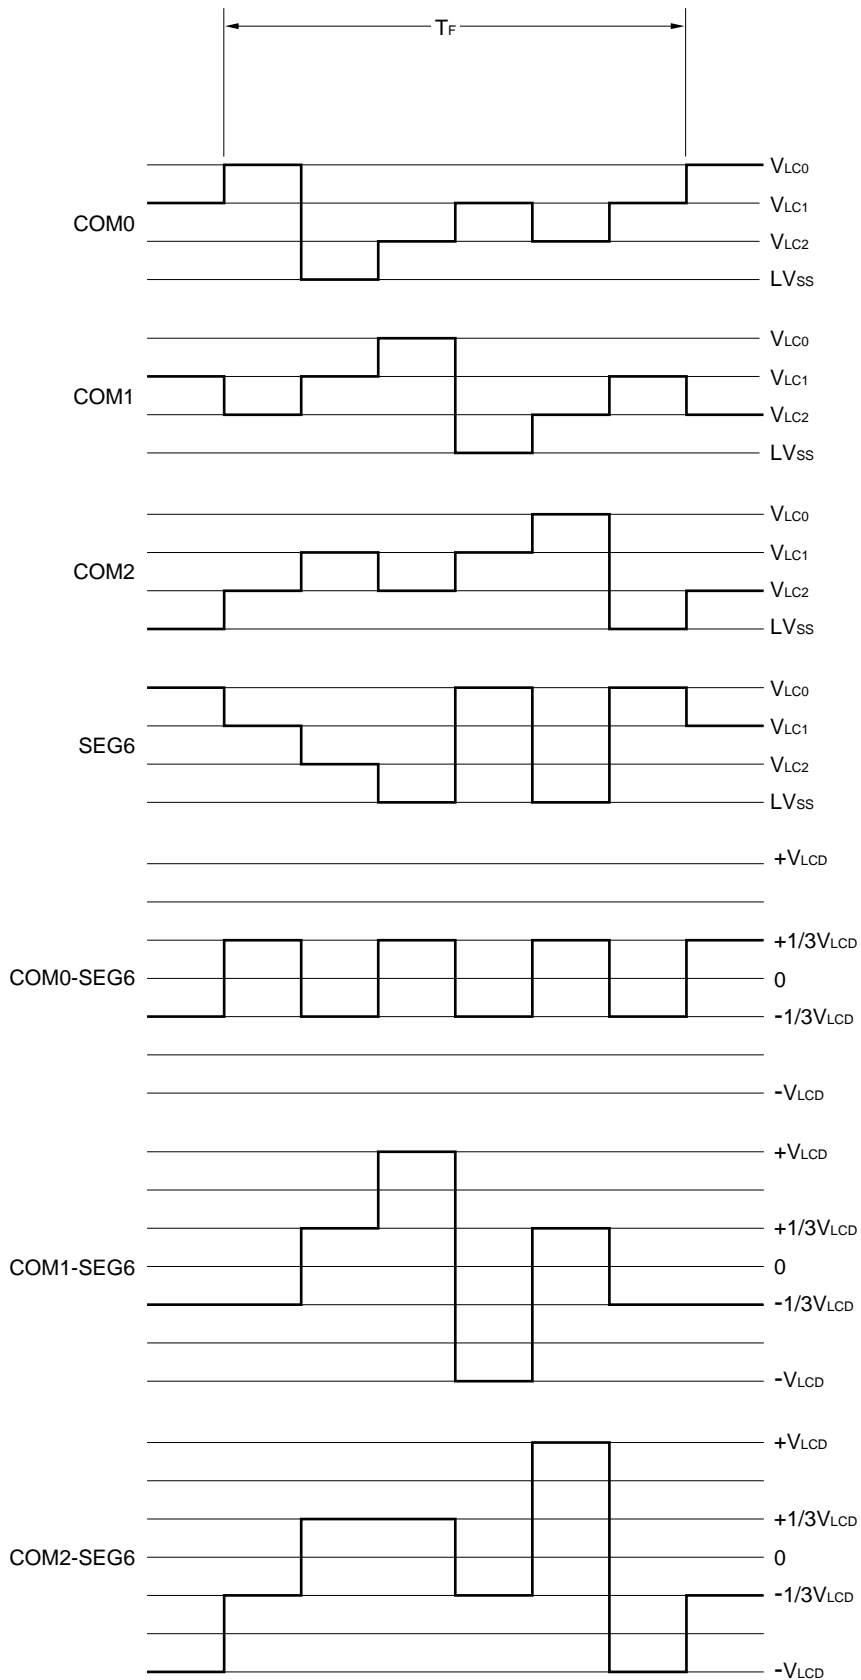 TF
VLC0
VLC1
COM0
VLC2
LVSS
VLC0
VLC1
COM1
VLC2
LVSS
VLC0
VLC1
COM2
VLC2
LVSS
VLC0
VLC1
SEG6
VLC2
LVSS
+VLCD
+1/3VLCD
COM0-SEG6
0
-1/3VLCD
-VLCD
+VLCD
+1/3VLCD
COM1-SEG6
0
-1/3VLCD
-VLCD
+VLCD
+1/3VLCD
COM2-SEG6
0
-1/3VLCD
-VLCD